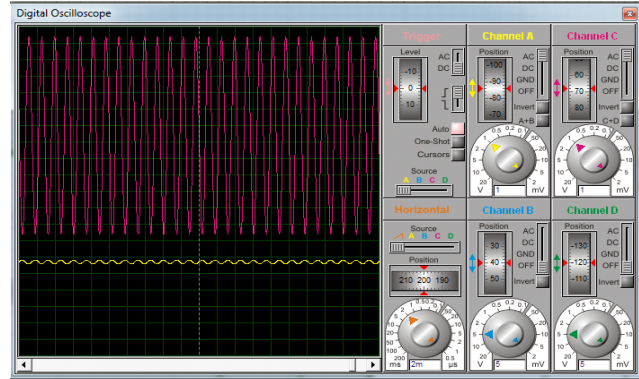 Digital Oscilloscope
Trigger
Level
AC
DC
-10
0
10
Auto
One-Shot
Cursors
Source
A B C D
Channel A
Position
-100
-90
-80
-70
AC
DC
GND
OFF
Invert
A+B
V
1
mV
Channel C
Position
60
70
80
AC
DC
GND
OFF
Invert
C+D
V
1
mV
Horizontal
Source
A B C D
Position
210 200 190
ms
2m
µs
Channel B
Position
30
40
50
AC
DC
GND
OFF
Invert
V
5
mV
Channel D
Position
-130
-120
-110
AC
DC
GND
OFF
Invert
V
5
mV